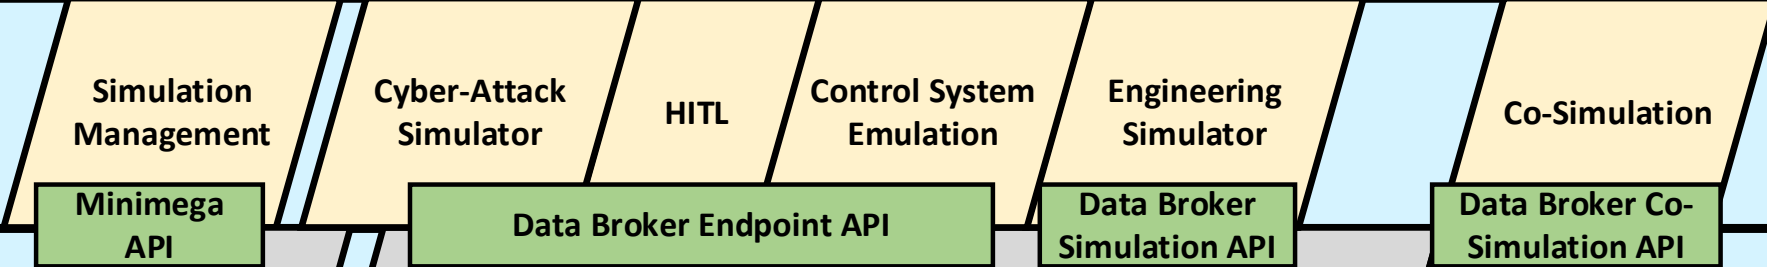 Simulation
Management
Cyber-Attack
Simulator
HITL
Control System
Emulation
Engineering
Simulator
Co-Simulation
Minimega
API
Data Broker Endpoint API
Data Broker
Simulation API
Data Broker Co-
Simulation API